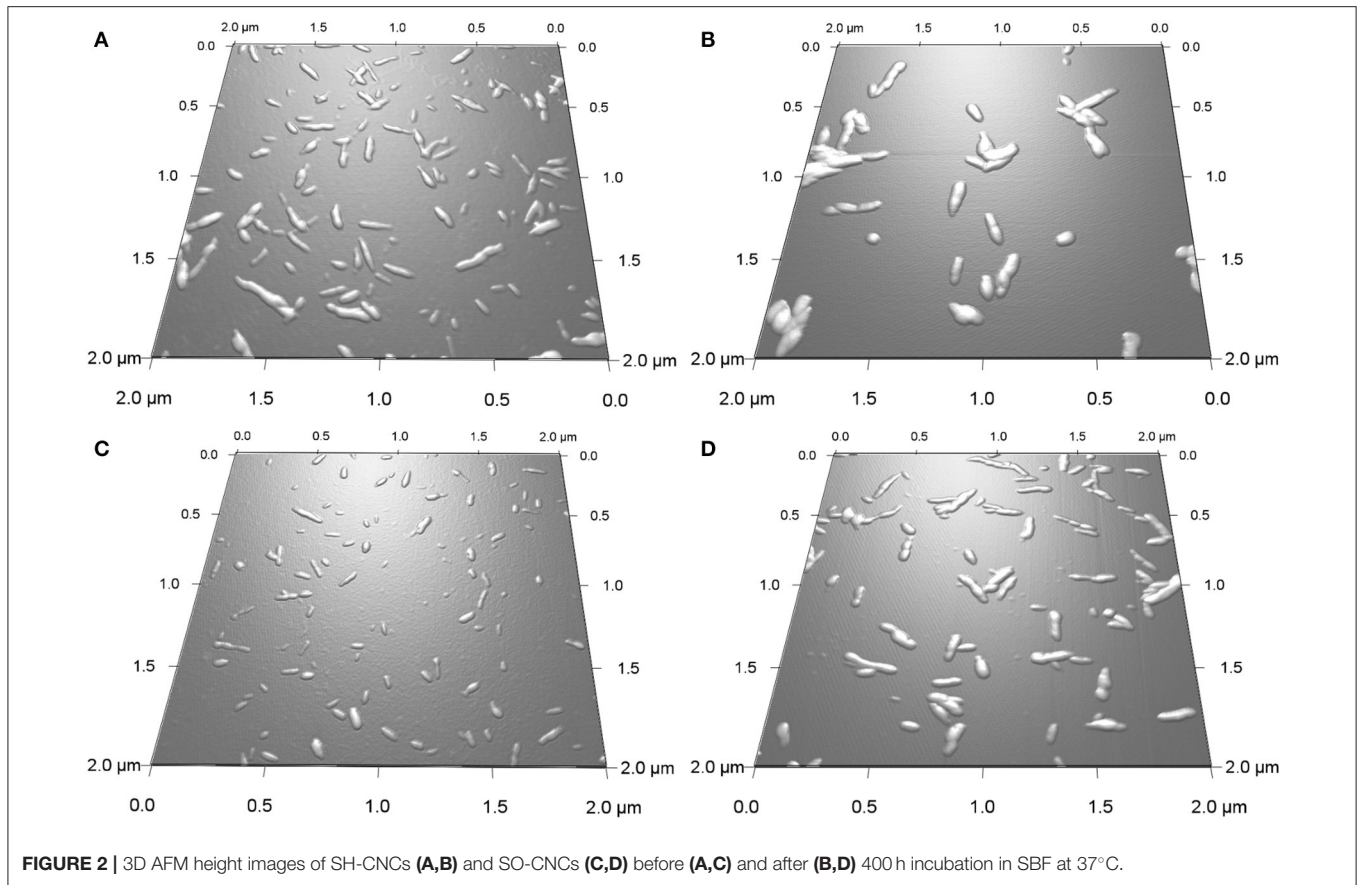 A
2.0 µm 1.5 1.0 0.5
0.0 0.0
0.5 0.5
1.0 1.0
1.5 1.5
2.0 µm 2.0 µm
2.0 µm 1.5 1.0 0.5 0.0
B
2.0 µm 1.5 1.0 0.5 0.0
0.0 0.0
0.5 0.5
1.0 1.0
1.5 1.5
2.0 µm 2.0 µm
2.0 µm 1.5 1.0 0.5 0.0
C
0.0 0.5 1.0 1.5 2.0 µm
0.0 0.0
0.5 0.5
1.0 1.0
1.5 1.5
2.0 µm 2.0 µm
0.0 0.5 1.0 1.5 2.0 µm
D
0.0 0.5 1.0 1.5 2.0 µm
0.0 0.0
0.5 0.5
1.0 1.0
1.5 1.5
2.0 µm 2.0 µm
0.0 0.5 1.0 1.5 2.0 µm
FIGURE 2 | 3D AFM height images of SH-CNCs (A,B) and SO-CNCs (C,D) before (A,C) and after (B,D) 400 h incubation in SBF at 37°C.